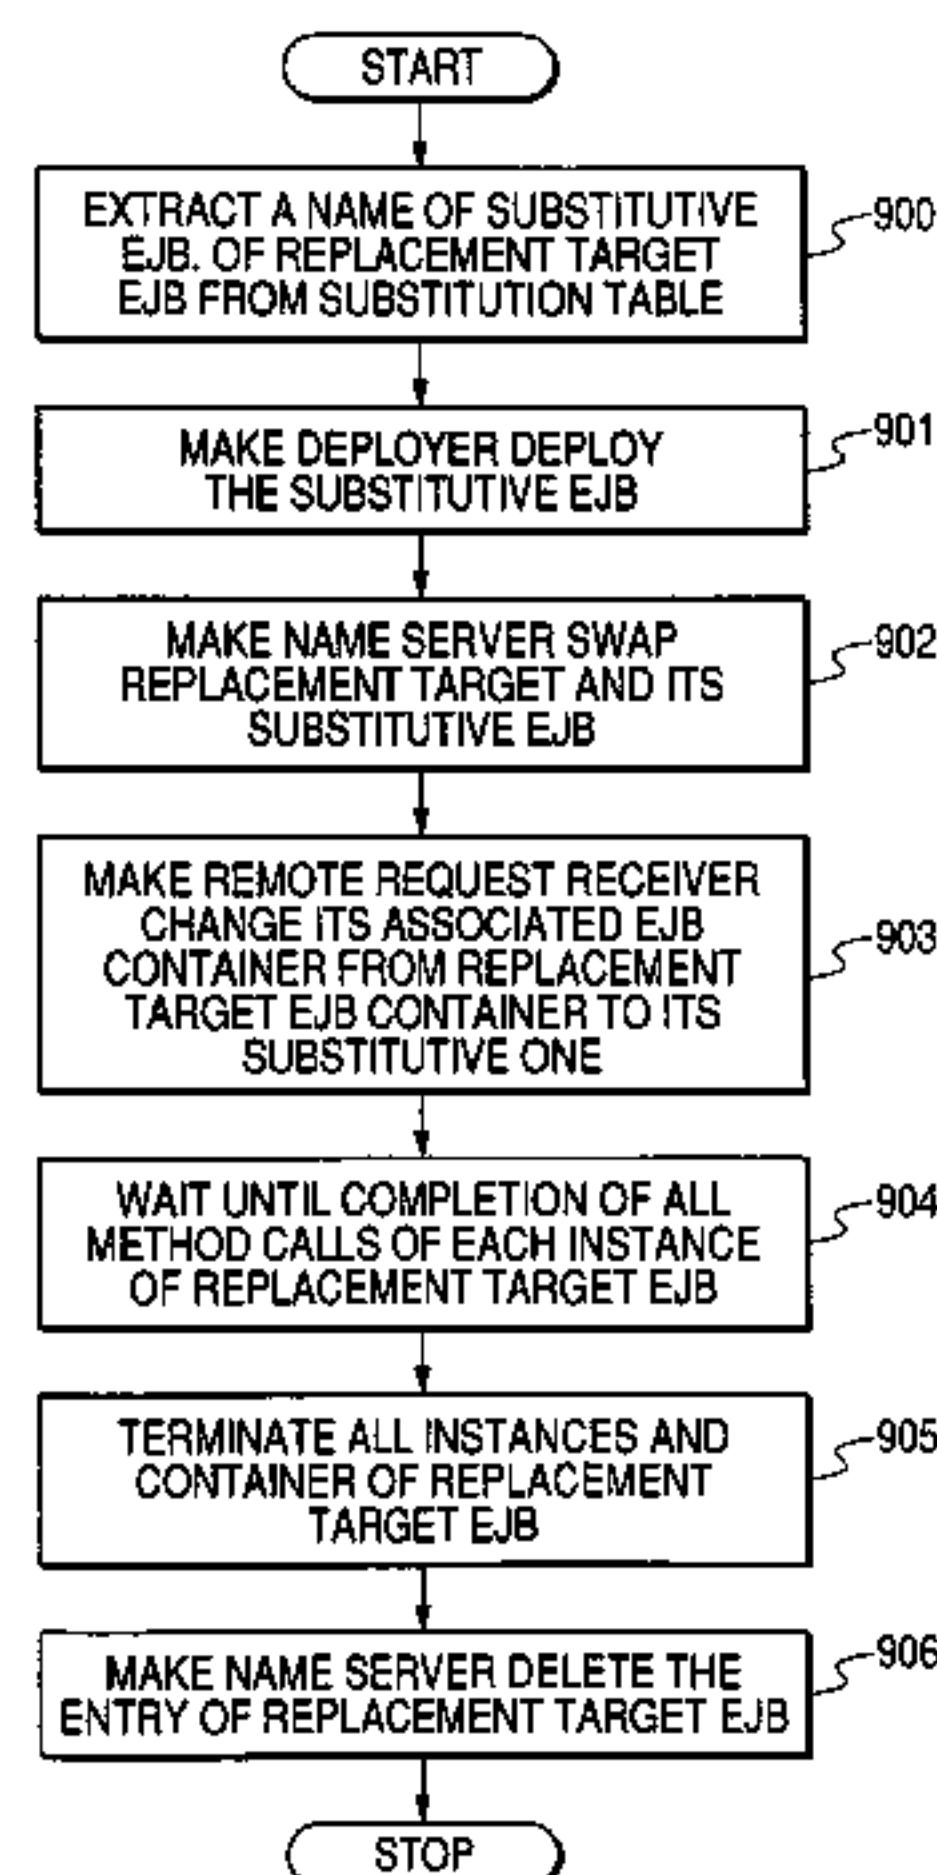 START
EXTRACT A NAME OF SUBSTITUTIVE
EJB. OF REPLACEMENT TARGET
EJB FROM SUBSTITUTION TABLE
900
MAKE DEPLOYER DEPLOY
THE SUBSTITUTIVE EJB
901
MAKE NAME SERVER SWAP
REPLACEMENT TARGET AND ITS
SUBSTITUTIVE EJB
902
MAKE REMOTE REQUEST RECEIVER
CHANGE ITS ASSOCIATED EJB
CONTAINER FROM REPLACEMENT
TARGET EJB CONTAINER TO ITS
SUBSTITUTIVE ONE
903
WAIT UNTIL COMPLETION OF ALL
METHOD CALLS OF EACH INSTANCE
OF REPLACEMENT TARGET EJB
904
TERMINATE ALL INSTANCES AND
CONTAINER OF REPLACEMENT
TARGET EJB
905
MAKE NAME SERVER DELETE THE
ENTRY OF REPLACEMENT TARGET EJB
906
STOP